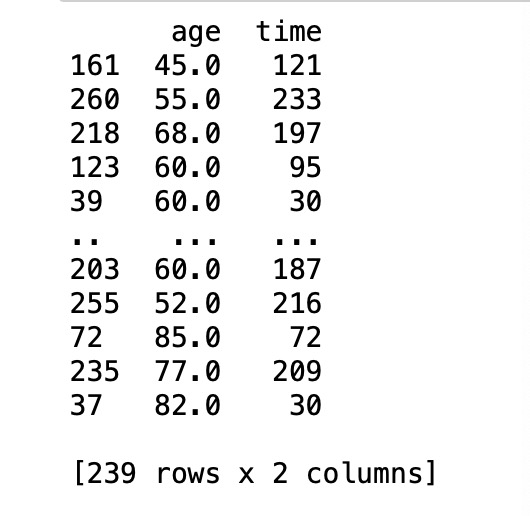 age time
161 45.0 121
260 55.0 233
218 68.0 197
123 60.0 95
39 60.0 30
.. ... ...
203 60.0 187
255 52.0 216
72 85.0 72
235 77.0 209
37 82.0 30
[239 rows x 2 columns]